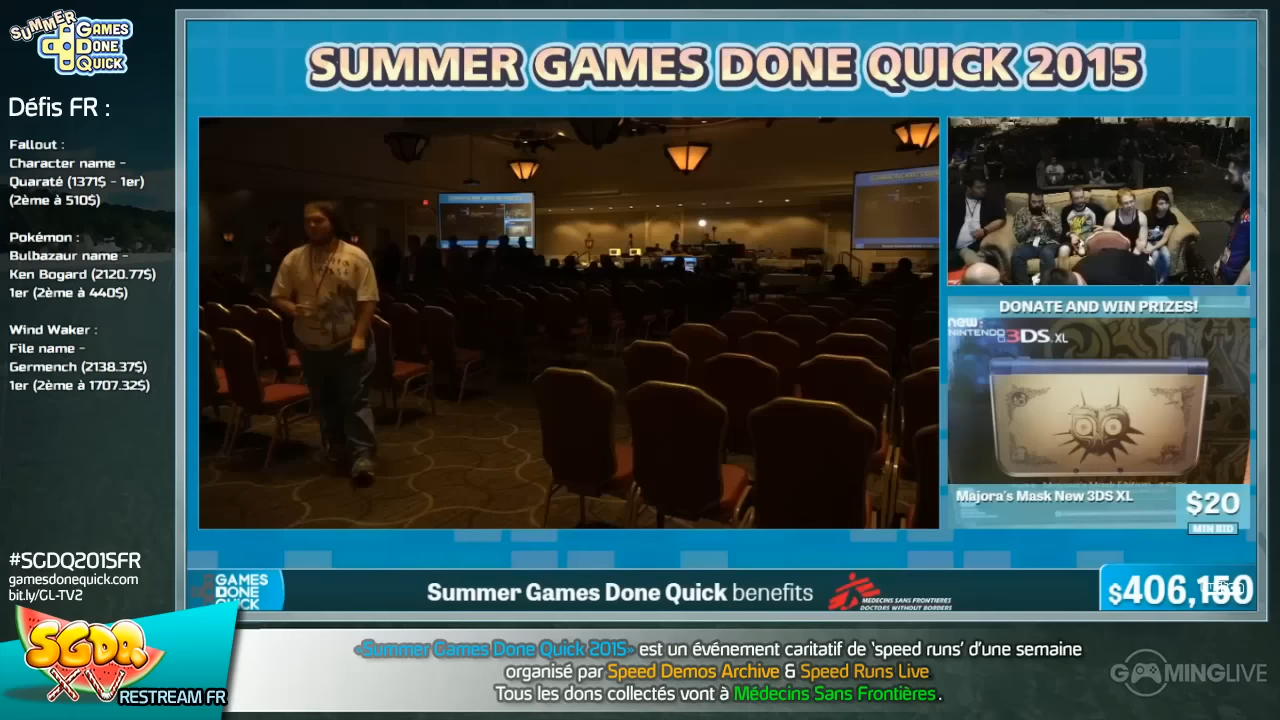 SUMMER
GAMES
DONE
QUICK
Défis FR :
Fallout :
Character name -
Quaraté (1371$ - 1er)
(2ème à 510$)
Pokémon :
Bulbazaur name -
Ken Bogard (2120.77$)
1er (2ème à 440$)
Wind Waker :
File name -
Germench (2138.37$)
1er (2ème à 1707.32$)
#SGDQ2015FR
gamesdonequick.com
bit.ly/GL-TV2
SUMMER GAMES DONE QUICK 2015
DONATE AND WIN PRIZES!
new
NINTENDO 3DS XL
Majora's Mask New 3DS XL
$20
MIN BID
GAMES
DONE
QUICK
Summer Games Done Quick benefits
MEDECINS SANS FRONTIERES
DOCTORS WITHOUT BORDERS
$406,150
SGDQ
XV
RESTREAM FR
«Summer Games Done Quick 2015» est un événement caritatif de 'speed runs' d'une semaine
organisé par Speed Demos Archive & Speed Runs Live
Tous les dons collectés vont à Médecins Sans Frontières.
GAMINGLIVE